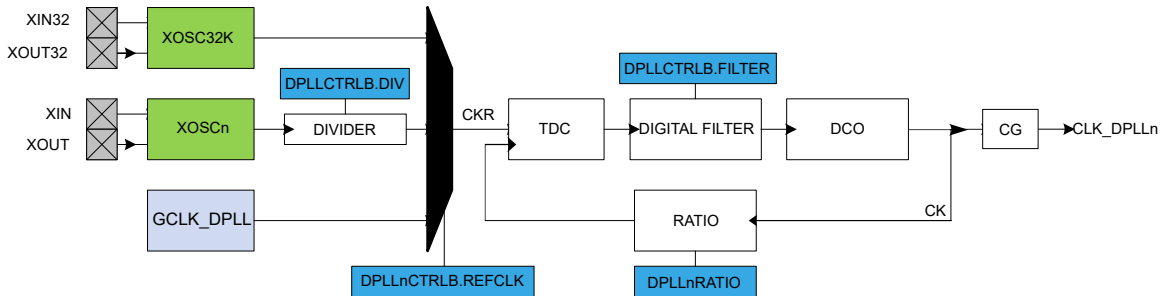 XIN32
XOUT32
XOSC32K
DPLLCTRLB.DIV
DPLLCTRLB.FILTER
XIN
XOUT
XOSCn
DIVIDER
CKR
TDC
DIGITAL FILTER
DCO
CG
CLK_DPLLn
GCLK_DPLL
RATIO
CK
DPLLnCTRLB.REFCLK
DPLLnRATIO